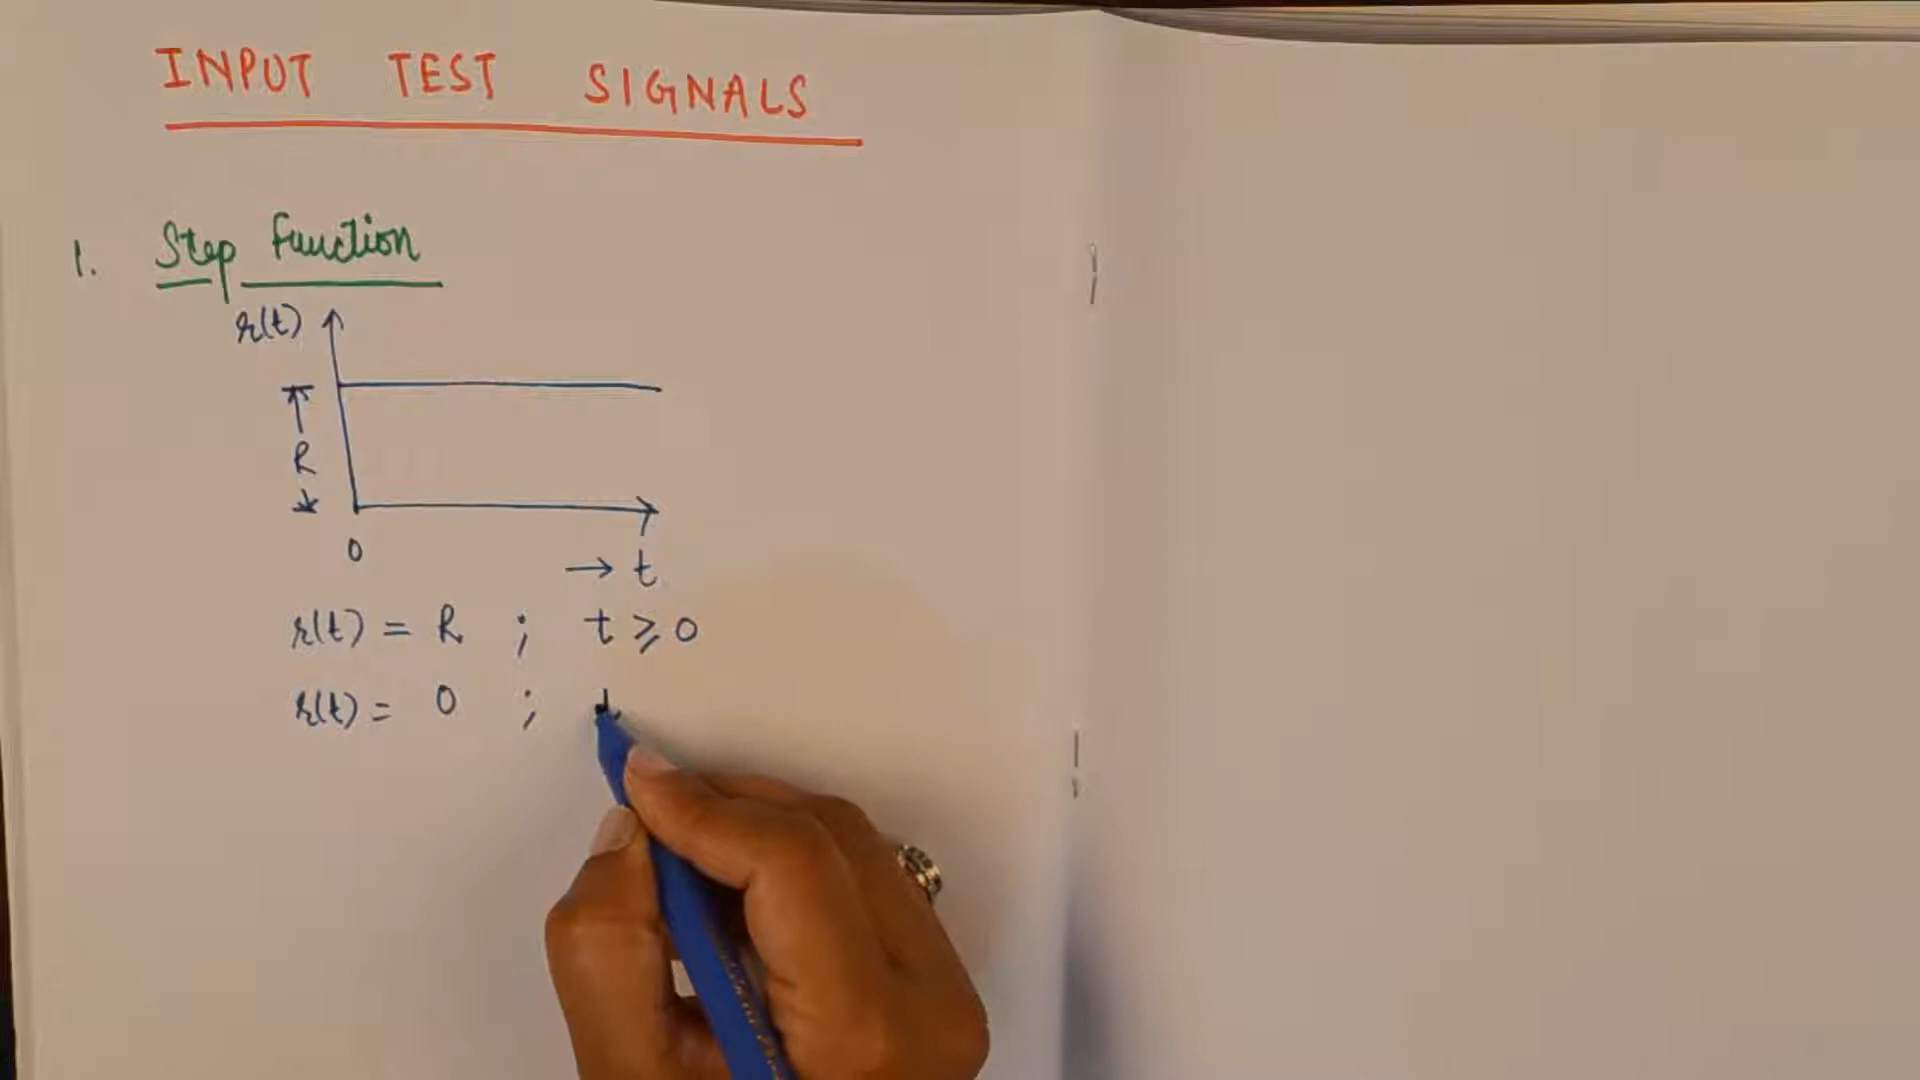 INPUT TEST SIGNALS
1. Step function
r(t)
R
0
→ t
r(t) = R ; t ≥ 0
r(t) = 0 ; t